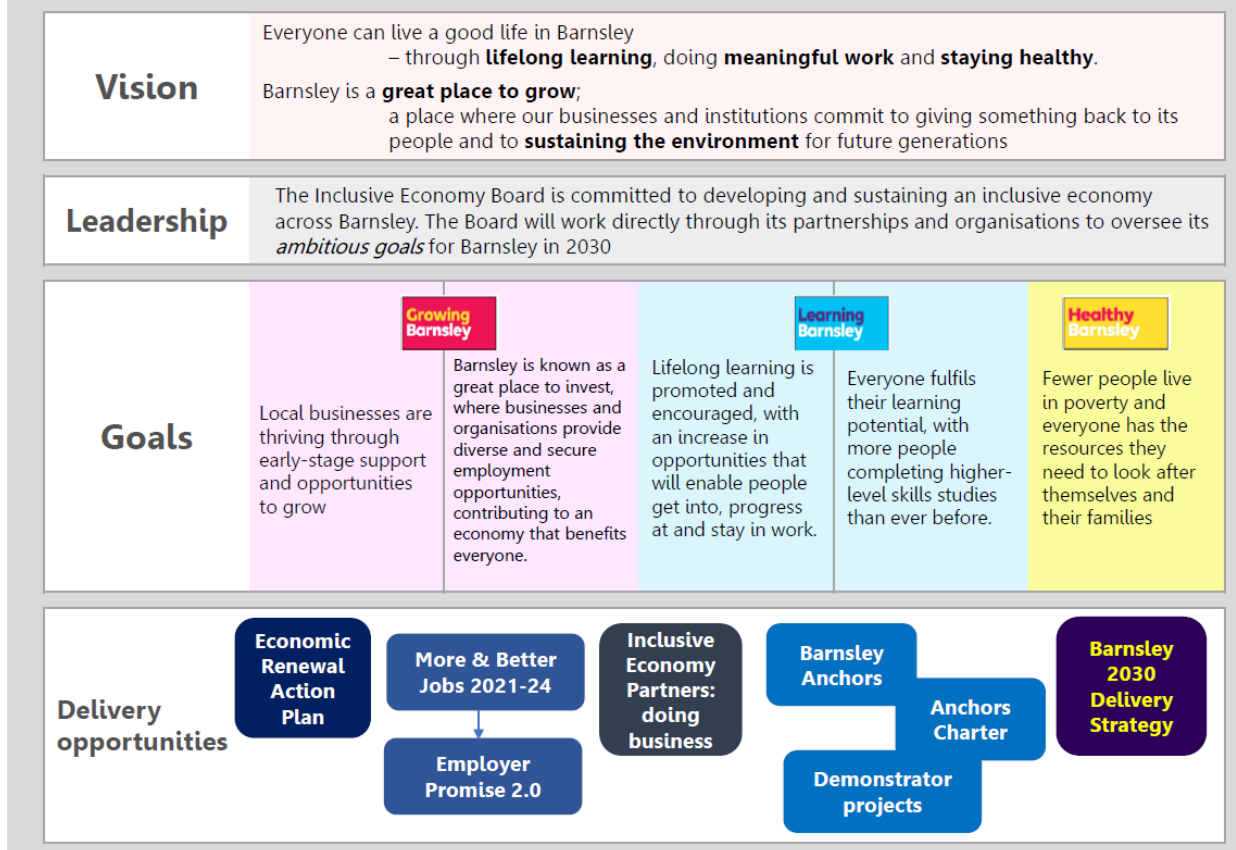 Vision
Everyone can live a good life in Barnsley
– through lifelong learning, doing meaningful work and staying healthy.
Barnsley is a great place to grow;
a place where our businesses and institutions commit to giving something back to its
people and to sustaining the environment for future generations
Leadership
The Inclusive Economy Board is committed to developing and sustaining an inclusive economy
across Barnsley. The Board will work directly through its partnerships and organisations to oversee its
ambitious goals for Barnsley in 2030
Goals
Growing
Barnsley
Local businesses are
thriving through
early-stage support
and opportunities
to grow
Barnsley is known as a
great place to invest,
where businesses and
organisations provide
diverse and secure
employment
opportunities,
contributing to an
economy that benefits
everyone.
Learning
Barnsley
Lifelong learning is
promoted and
encouraged, with
an increase in
opportunities that
will enable people
get into, progress
at and stay in work.
Everyone fulfils
their learning
potential, with
more people
completing higher-
level skills studies
than ever before.
Healthy
Barnsley
Fewer people live
in poverty and
everyone has the
resources they
need to look after
themselves and
their families
Delivery
opportunities
Economic
Renewal
Action
Plan
More & Better
Jobs 2021-24
Employer
Promise 2.0
Inclusive
Economy
Partners:
doing
business
Barnsley
Anchors
Anchors
Charter
Demonstrator
projects
Barnsley
2030
Delivery
Strategy